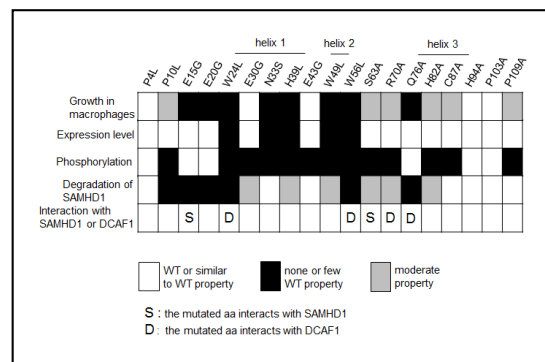 helix 1 helix 2 helix 3
P4L P10L E15G E20G W24L E30G N33S H39L E43G W49L W56L S63A R70A Q76A H82A C87A H94A P103A P109A
Growth in
macrophages
Expression level
Phosphorylation
Degradation of
SAMHD1
Interaction with
SAMHD1 or DCAF1
S D D S D D
WT or similar
to WT property
none or few
WT property
moderate
property
S : the mutated aa interacts with SAMHD1
D : the mutated aa interacts with DCAF1